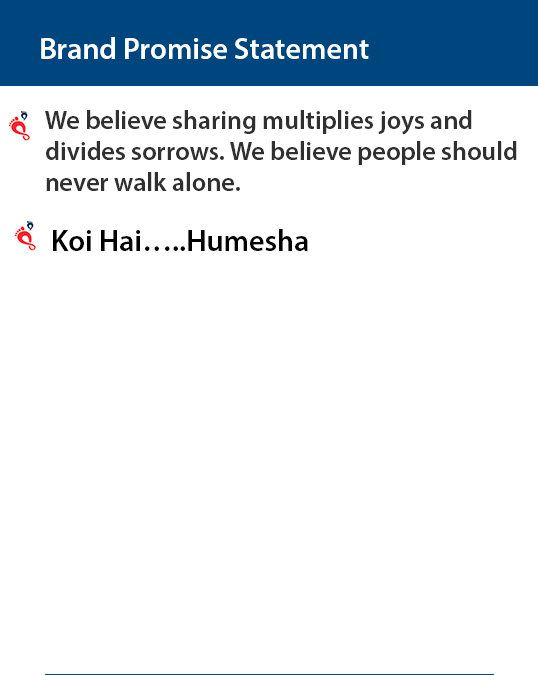 Brand Promise Statement
We believe sharing multiplies joys and
divides sorrows. We believe people should
never walk alone.
Koi Hai…..Humesha